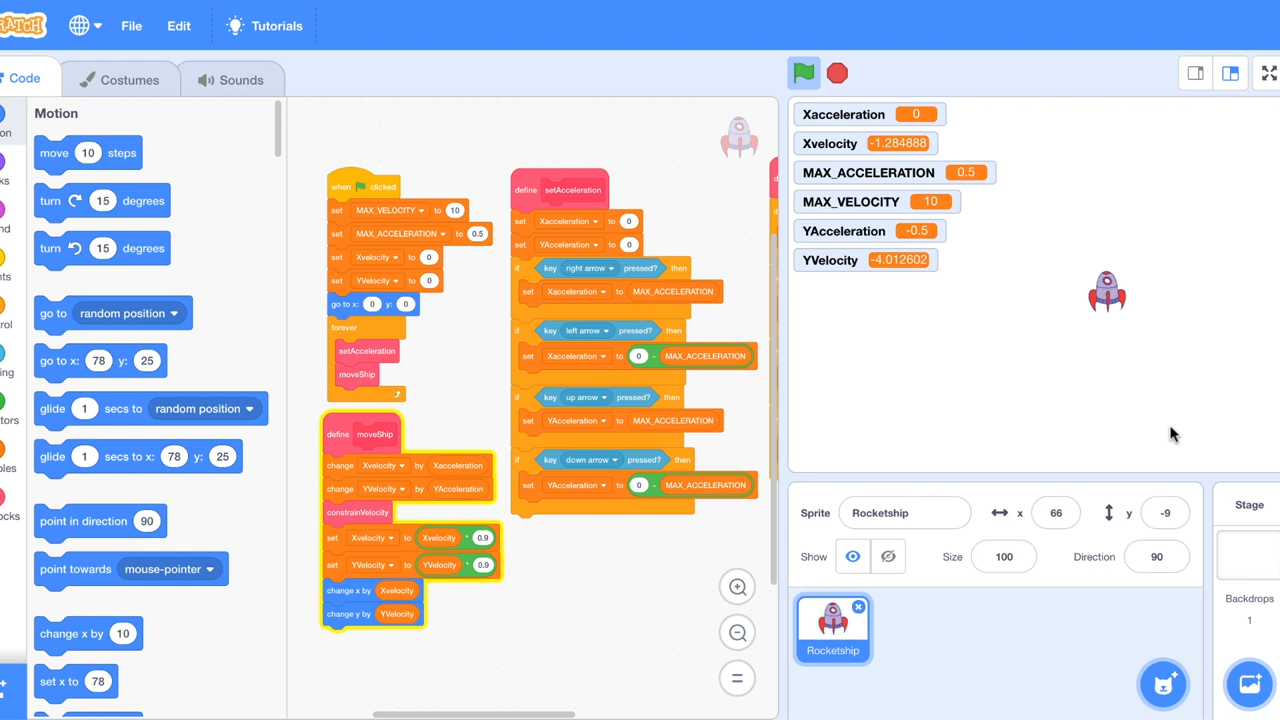 RATCH File Edit Tutorials
Code Costumes Sounds
Motion
move 10 steps
turn 15 degrees
turn 15 degrees
go to random position
go to x: 78 y: 25
glide 1 secs to random position
glide 1 secs to x: 78 y: 25
point in direction 90
point towards mouse-pointer
change x by 10
set x to 78
when clicked
set MAX_VELOCITY to 10
set MAX_ACCELERATION to 0.5
set Xvelocity to 0
set YVelocity to 0
go to x: 0 y: 0
forever
setAcceleration
moveShip
define moveShip
change Xvelocity by Xacceleration
change YVelocity by YAcceleration
constrainVelocity
set Xvelocity to Xvelocity * 0.9
set YVelocity to YVelocity * 0.9
change x by Xvelocity
change y by YVelocity
define setAcceleration
set Xacceleration to 0
set YAcceleration to 0
if key right arrow pressed? then
set Xacceleration to MAX_ACCELERATION
if key left arrow pressed? then
set Xacceleration to 0 - MAX_ACCELERATION
if key up arrow pressed? then
set YAcceleration to MAX_ACCELERATION
if key down arrow pressed? then
set YAcceleration to 0 - MAX_ACCELERATION
Xacceleration 0
Xvelocity -1.284888
MAX_ACCELERATION 0.5
MAX_VELOCITY 10
YAcceleration -0.5
YVelocity -4.012602
Sprite Rocketship x 66 y -9
Show Size 100 Direction 90
Rocketship
Stage
Backdrops
1